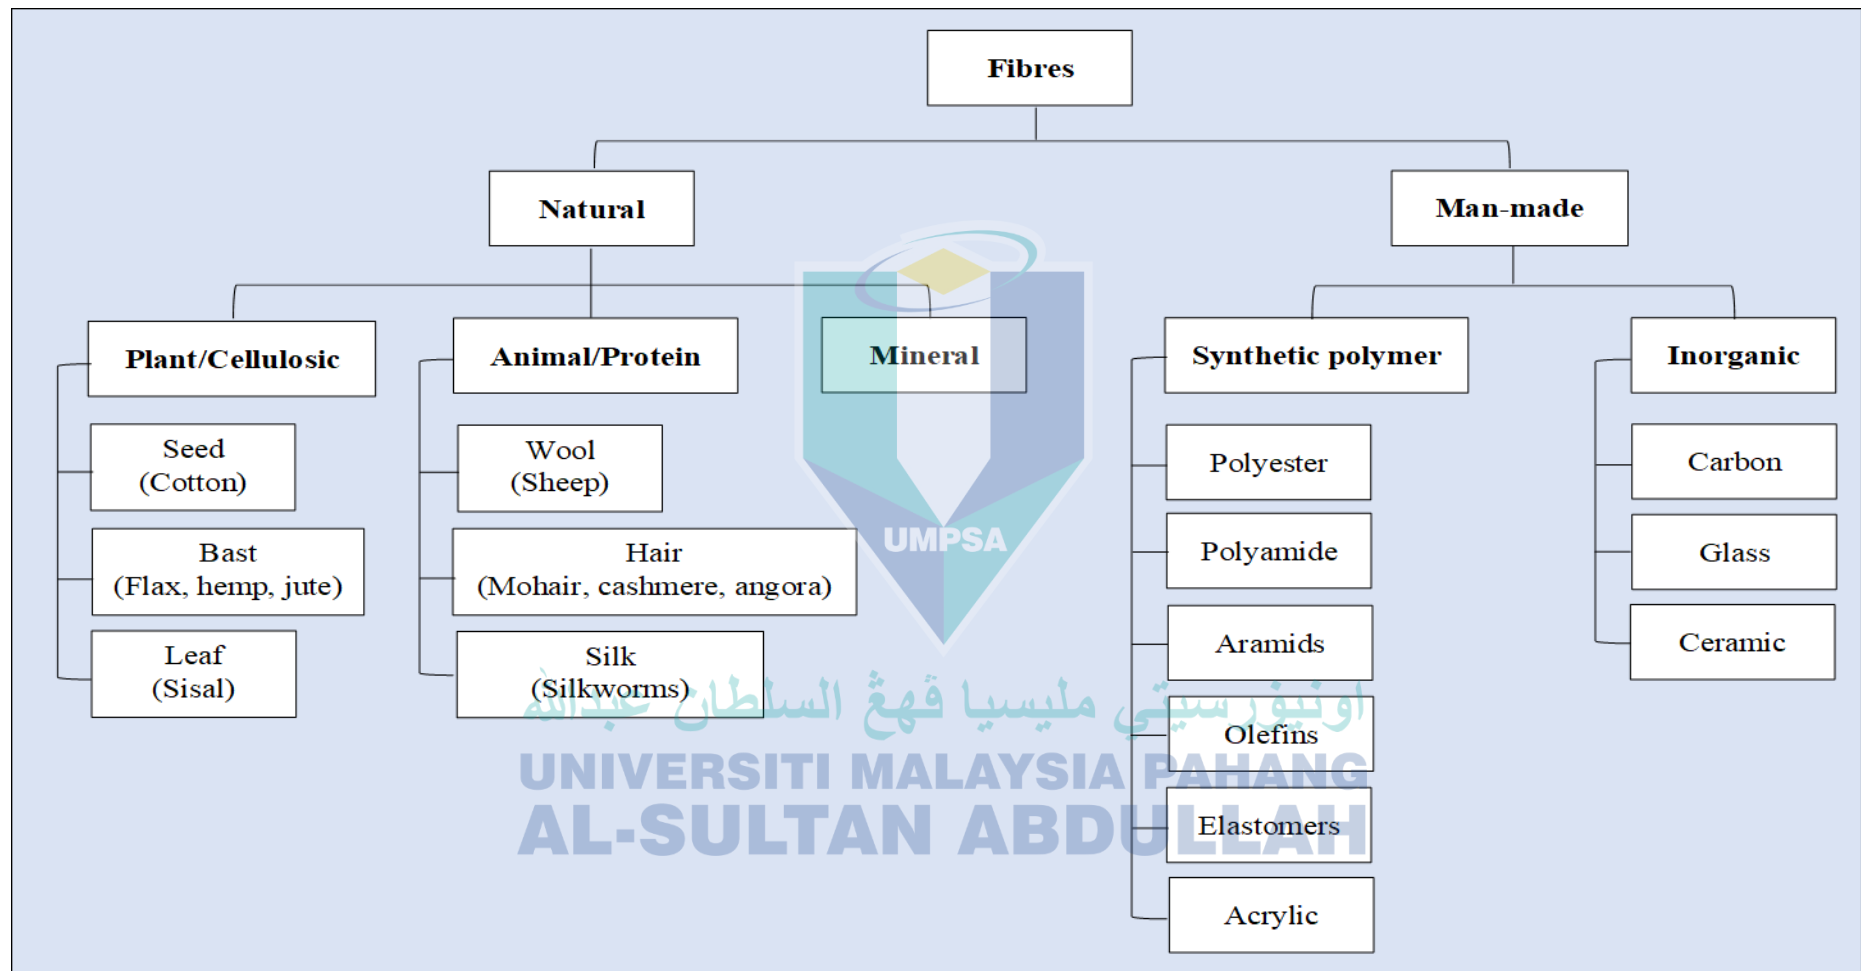 Fibres
Natural
Man-made
Plant/Cellulosic
Animal/Protein
Mineral
Synthetic polymer
Inorganic
Seed
(Cotton)
Bast
(Flax, hemp, jute)
Leaf
(Sisal)
Wool
(Sheep)
Hair
(Mohair, cashmere, angora)
Silk
(Silkworms)
Polyester
Polyamide
Aramids
Olefins
Elastomers
Acrylic
Carbon
Glass
Ceramic
UMPSA
اونيۏرسيتي مليسيا ڤهڠ السلطان عبدالله
UNIVERSITI MALAYSIA PAHANG
AL-SULTAN ABDULLAH